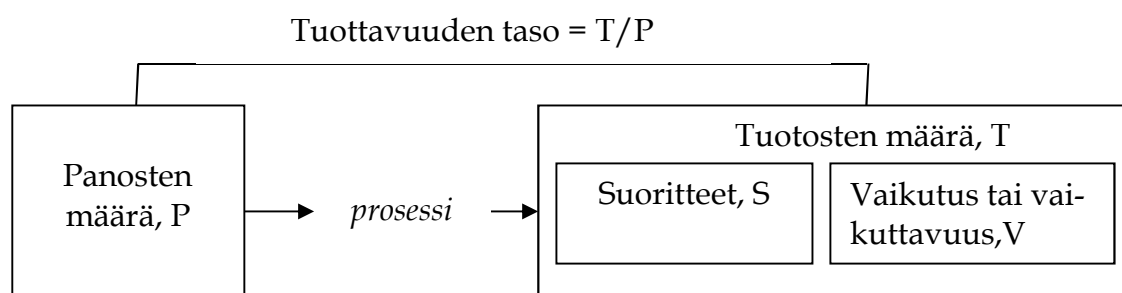 Tuottavuuden taso = T/P
Panosten
määrä, P
prosessi
Tuotosten määrä, T
Suoritteet, S
Vaikutus tai vai-
kuttavuus,V